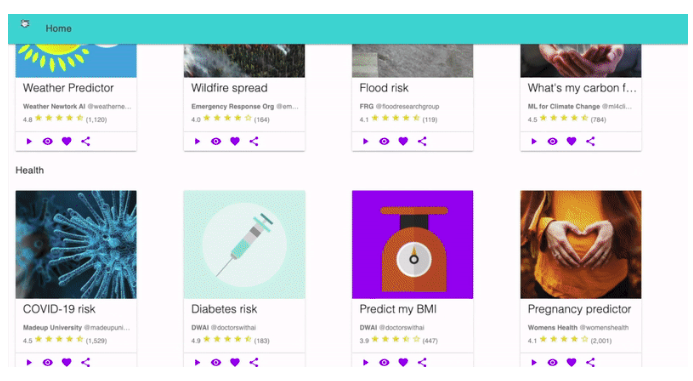 Home
Weather Predictor
Wildfire spread
Flood risk
What's my carbon f...
Weather Newtork AI @weatherne...
Emergency Response Org @em...
FRG @floodresearchgroup
ML for Climate Change @ml4cli...
4.8 (1,120)
4.0 (164)
4.1 (119)
4.5 (784)
Health
COVID-19 risk
Diabetes risk
Predict my BMI
Pregnancy predictor
Madeup University @madeupuni...
DWAI @doctorswithai
DWAI @doctorswithai
Womens Health @womenshealth
4.5 (1,529)
4.9 (183)
3.9 (447)
4.1 (2,001)